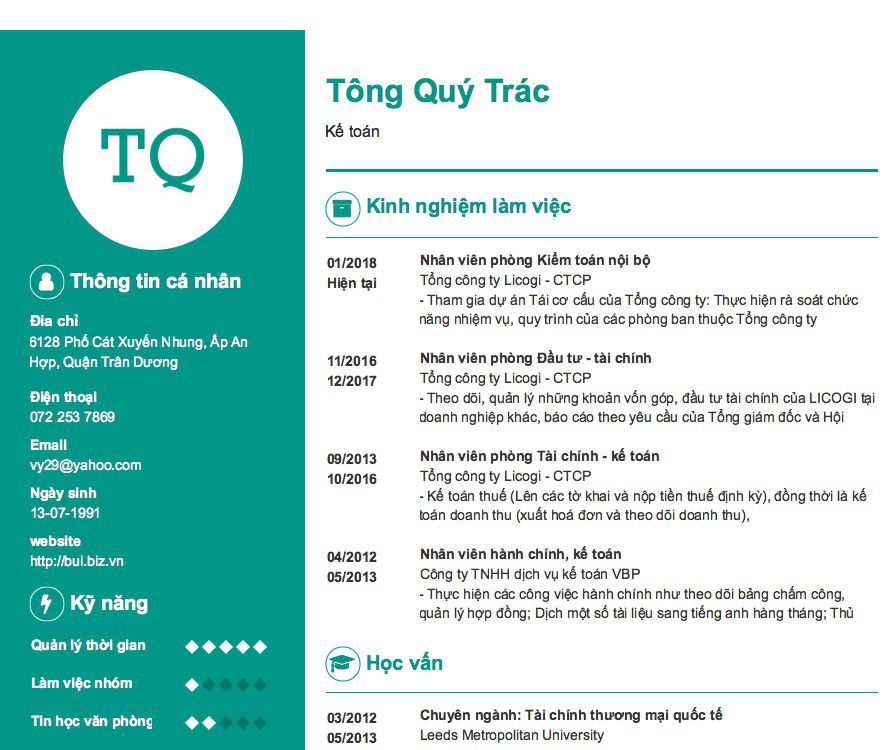 TQ
Thông tin cá nhân
Địa chỉ
6128 Phố Cát Xuyến Nhung, Ấp An
Hợp, Quận Trân Dương
Điện thoại
072 253 7869
Email
vy29@yahoo.com
Ngày sinh
13-07-1991
website
http://bui.biz.vn
Kỹ năng
Quản lý thời gian
Làm việc nhóm
Tin học văn phòng
Tông Quý Trác
Kế toán
Kinh nghiệm làm việc
01/2018
Hiện tại
Nhân viên phòng Kiểm toán nội bộ
Tổng công ty Licogi - CTCP
- Tham gia dự án Tái cơ cấu của Tổng công ty: Thực hiện rà soát chức
năng nhiệm vụ, quy trình của các phòng ban thuộc Tổng công ty
11/2016
12/2017
Nhân viên phòng Đầu tư - tài chính
Tổng công ty Licogi - CTCP
- Theo dõi, quản lý những khoản vốn góp, đầu tư tài chính của LICOGI tại
doanh nghiệp khác, báo cáo theo yêu cầu của Tổng giám đốc và Hội
09/2013
10/2016
Nhân viên phòng Tài chính - kế toán
Tổng công ty Licogi - CTCP
- Kế toán thuế (Lên các tờ khai và nộp tiền thuế định kỳ), đồng thời là kế
toán doanh thu (xuất hoá đơn và theo dõi doanh thu),
04/2012
05/2013
Nhân viên hành chính, kế toán
Công ty TNHH dịch vụ kế toán VBP
- Thực hiện các công việc hành chính như theo dõi bảng chấm công,
quản lý hợp đồng; Dịch một số tài liệu sang tiếng anh hàng tháng; Thủ
Học vấn
03/2012
05/2013
Chuyên ngành: Tài chính thương mại quốc tế
Leeds Metropolitan University